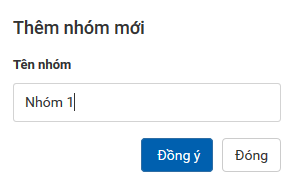 Thêm nhóm mới
Tên nhóm
Nhóm 1
Đồng ý Đóng